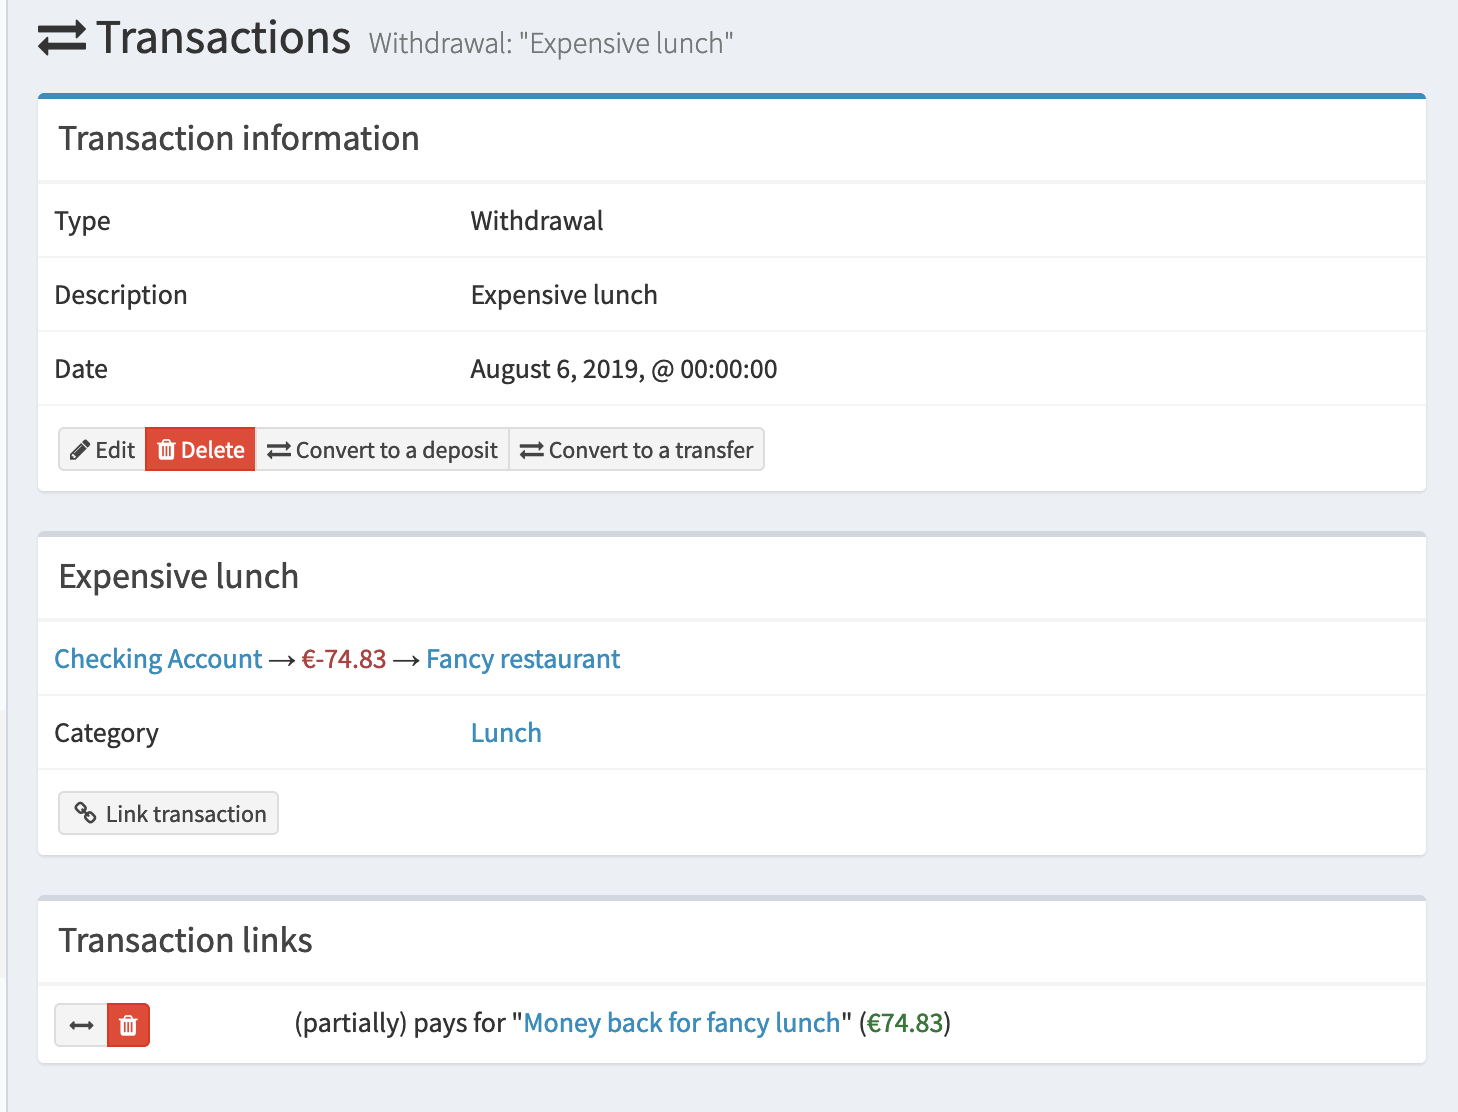 Transactions Withdrawal: "Expensive lunch"
Transaction information
Type Withdrawal
Description Expensive lunch
Date August 6, 2019, @ 00:00:00
Edit Delete Convert to a deposit Convert to a transfer
Expensive lunch
Checking Account → €-74.83 → Fancy restaurant
Category Lunch
Link transaction
Transaction links
(partially) pays for "Money back for fancy lunch" (€74.83)